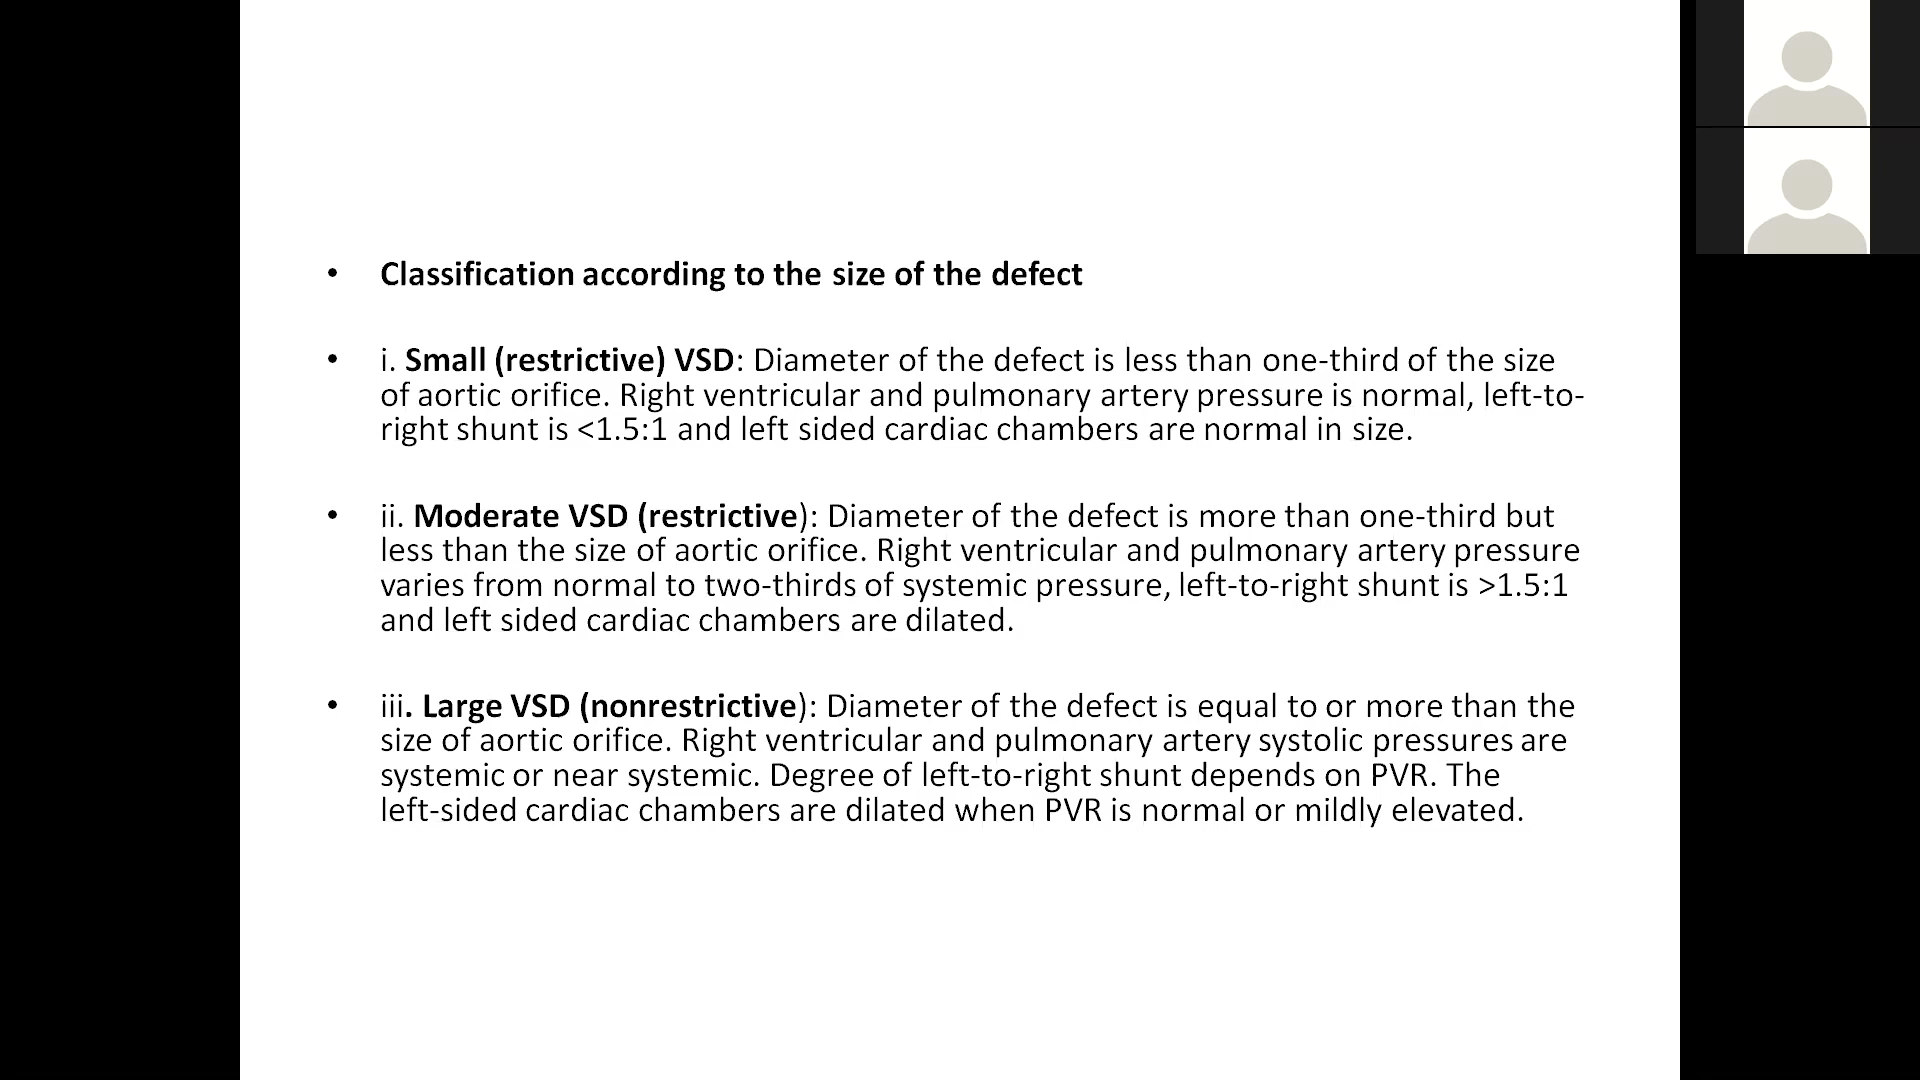 • Classification according to the size of the defect
• i. Small (restrictive) VSD: Diameter of the defect is less than one-third of the size
of aortic orifice. Right ventricular and pulmonary artery pressure is normal, left-to-
right shunt is <1.5:1 and left sided cardiac chambers are normal in size.
• ii. Moderate VSD (restrictive): Diameter of the defect is more than one-third but
less than the size of aortic orifice. Right ventricular and pulmonary artery pressure
varies from normal to two-thirds of systemic pressure, left-to-right shunt is >1.5:1
and left sided cardiac chambers are dilated.
• iii. Large VSD (nonrestrictive): Diameter of the defect is equal to or more than the
size of aortic orifice. Right ventricular and pulmonary artery systolic pressures are
systemic or near systemic. Degree of left-to-right shunt depends on PVR. The
left-sided cardiac chambers are dilated when PVR is normal or mildly elevated.